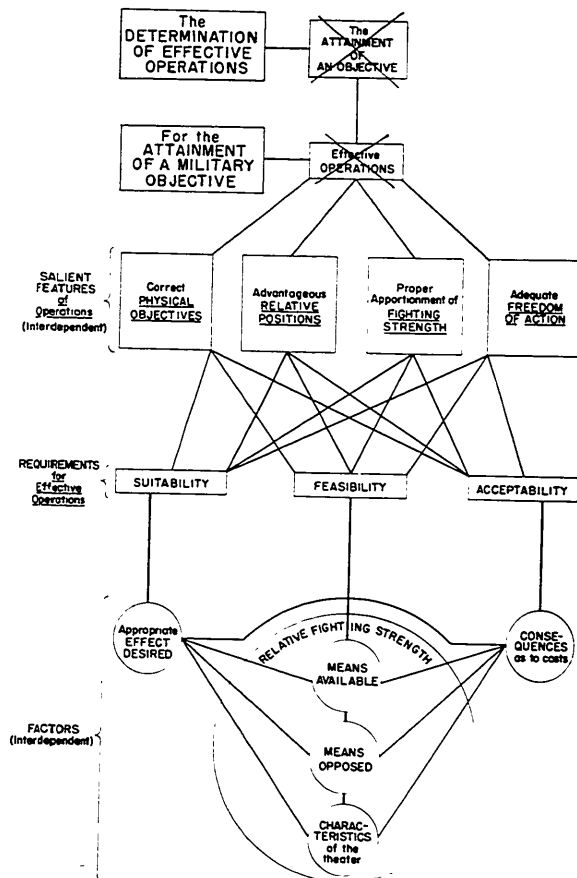 The
DETERMINATION
OF EFFECTIVE
OPERATIONS
The
ATTAINMENT
OF
AN OBJECTIVE
For the
ATTAINMENT
OF A MILITARY
OBJECTIVE
Effective
OPERATIONS
SALIENT
FEATURES
of
Operations
(Interdependent)
Correct
PHYSICAL
OBJECTIVES
Advantageous
RELATIVE
POSITIONS
Proper
Apportionment of
FIGHTING
STRENGTH
Adequate
FREEDOM
OF ACTION
REQUIREMENTS
for
Effective
Operations
SUITABILITY
FEASIBILITY
ACCEPTABILITY
FACTORS
(Interdependent)
Appropriate
EFFECT
DESIRED
RELATIVE FIGHTING STRENGTH
MEANS
AVAILABLE
MEANS
OPPOSED
CHARAC-
TERISTICS
of the
theater
CONSE-
QUENCES
as to costs